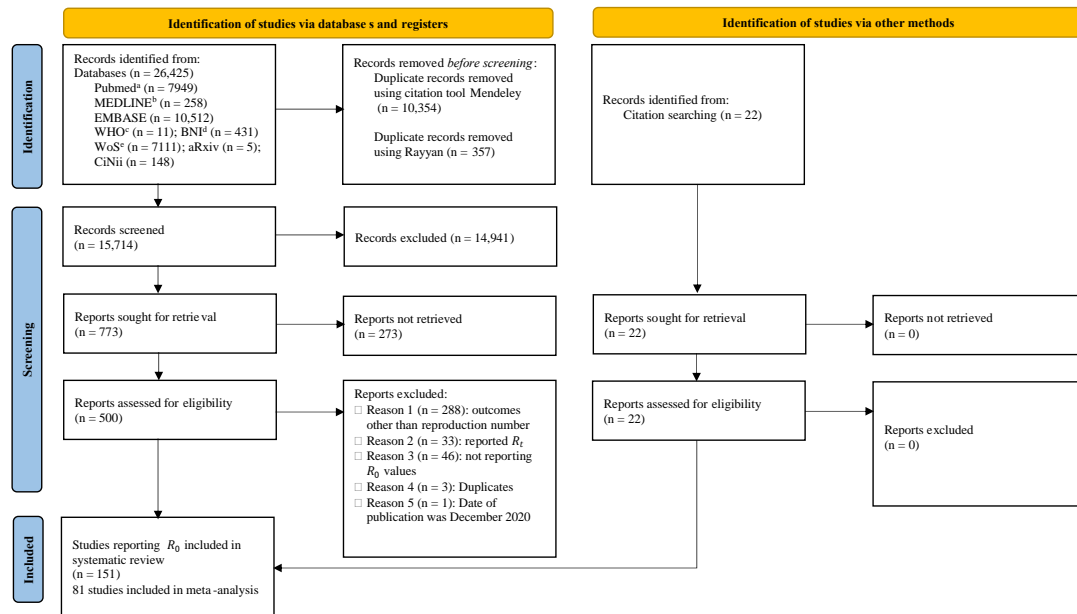 Identification of studies via database s and registers
Identification of studies via other methods
Identification
Records identified from:
Databases (n = 26,425)
Pubmedᵃ (n = 7949)
MEDLINEᵇ (n = 258)
EMBASE (n = 10,512)
WHOᶜ (n = 11); BNIᵈ (n = 431)
WoSᵉ (n = 7111); aRxiv (n = 5);
CiNii (n = 148)
Records removed before screening:
Duplicate records removed
using citation tool Mendeley
(n = 10,354)
Duplicate records removed
using Rayyan (n = 357)
Records identified from:
Citation searching (n = 22)
Screening
Records screened
(n = 15,714)
Records excluded (n = 14,941)
Reports sought for retrieval
(n = 773)
Reports not retrieved
(n = 273)
Reports sought for retrieval
(n = 22)
Reports not retrieved
(n = 0)
Reports assessed for eligibility
(n = 500)
Reports excluded:
□ Reason 1 (n = 288): outcomes
other than reproduction number
□ Reason 2 (n = 33): reported Rₜ
□ Reason 3 (n = 46): not reporting
R₀ values
□ Reason 4 (n = 3): Duplicates
□ Reason 5 (n = 1): Date of
publication was December 2020
Reports assessed for eligibility
(n = 22)
Reports excluded
(n = 0)
Included
Studies reporting R₀ included in
systematic review
(n = 151)
81 studies included in meta -analysis